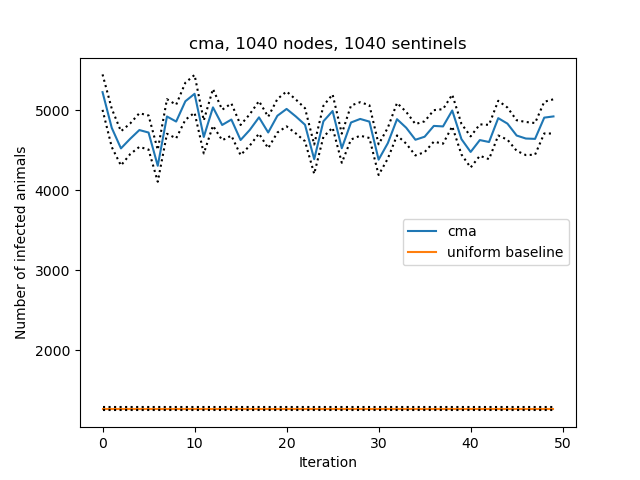 cma, 1040 nodes, 1040 sentinels
Number of infected animals
5000
4000
3000
2000
cma
uniform baseline
0
10
20
30
40
50
Iteration